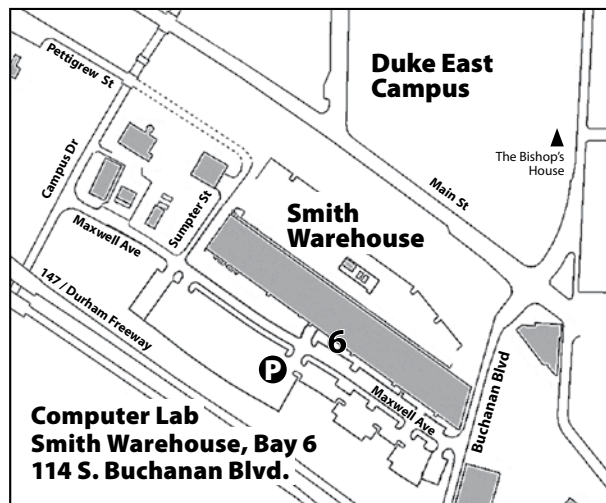 Duke East
Campus
Pettigrew St
The Bishop's
House
Campus Dr
Main St
Sumpter St
Smith
Warehouse
Maxwell Ave
147 / Durham Freeway
6
P
Maxwell Ave
Buchanan Blvd
Computer Lab
Smith Warehouse, Bay 6
114 S. Buchanan Blvd.